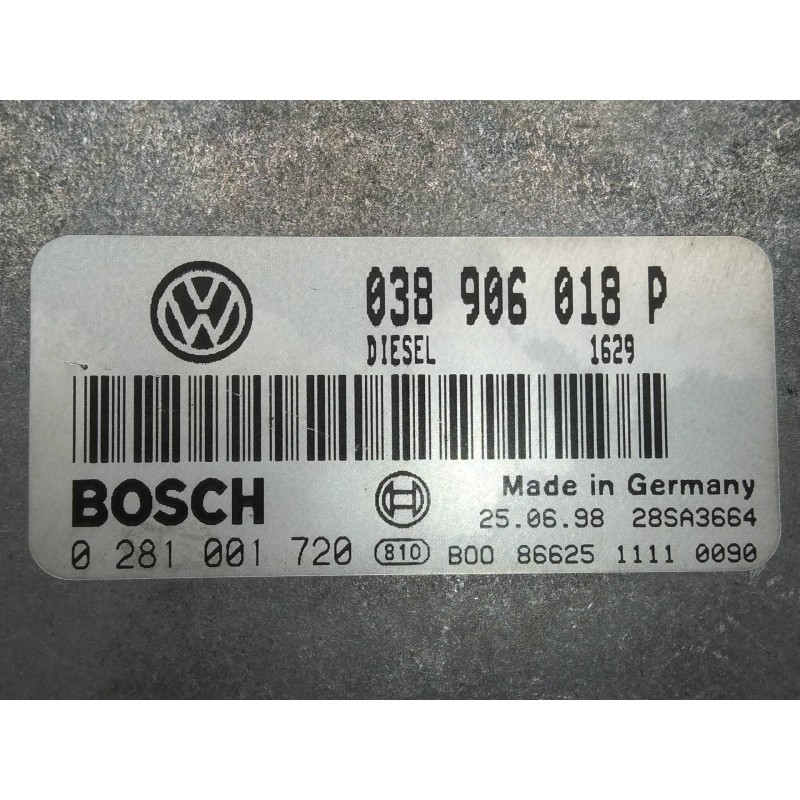 038 906 018 P
DIESEL 1629
BOSCH Made in Germany
25.06.98 28SA3664
0 281 001 720 810 B00 86625 1111 0090